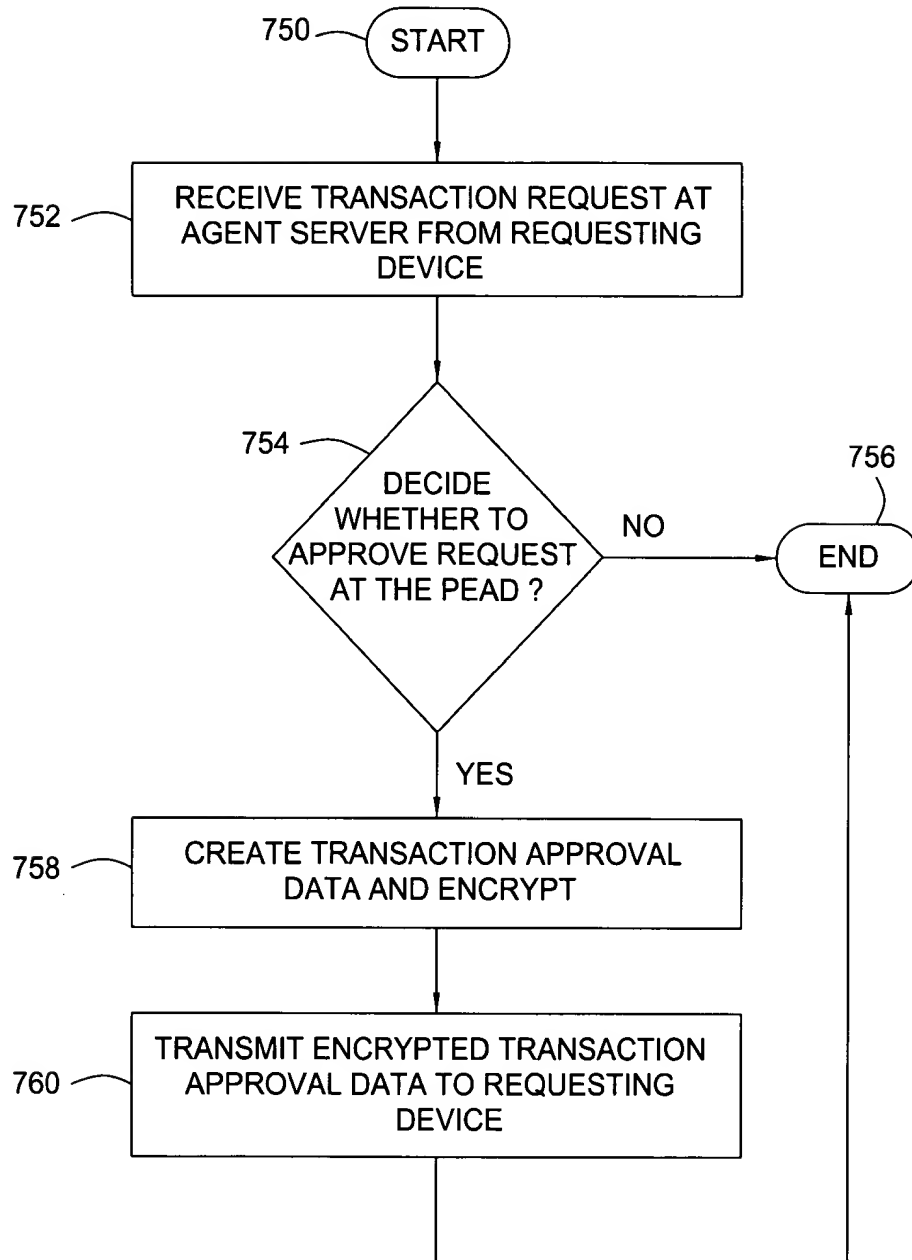 750
START
752
RECEIVE TRANSACTION REQUEST AT
AGENT SERVER FROM REQUESTING
DEVICE
754
DECIDE
WHETHER TO
APPROVE REQUEST
AT THE PEAD ?
NO
756
END
YES
758
CREATE TRANSACTION APPROVAL
DATA AND ENCRYPT
760
TRANSMIT ENCRYPTED TRANSACTION
APPROVAL DATA TO REQUESTING
DEVICE